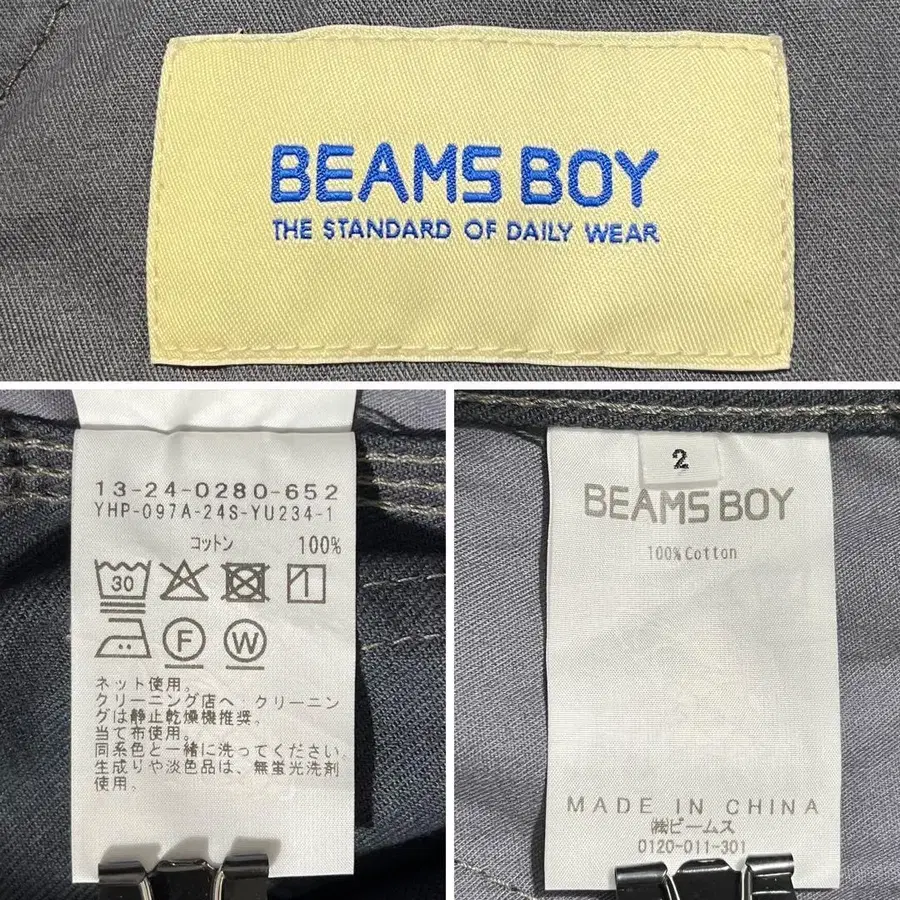 BEAMS BOY
THE STANDARD OF DAILY WEAR
13-24-0280-652
YHP-097A-24S-YU234-1
コットン 100%
30
F W
ネット使用。
クリーニング店へ・クリーニン
グは静止乾燥機推奨。
当て布使用。
同系色と一緒に洗ってください。
生成りや淡色品は、無蛍光洗剤
使用。
2
BEAMS BOY
100% Cotton
MADE IN CHINA
㈱ビームス
0120-011-301